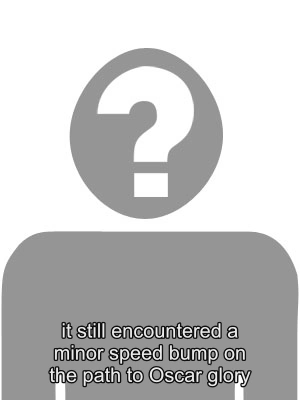 ?
it still encountered a
minor speed bump on
the path to Oscar glory